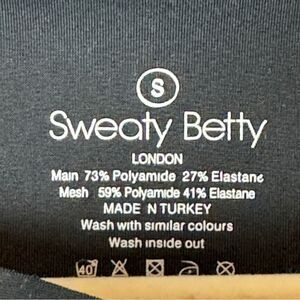 S
Sweaty Betty
LONDON
Main 73% Polyamide 27% Elastane
Mesh 59% Polyamide 41% Elastane
MADE N TURKEY
Wash with similar colours
Wash inside out
40